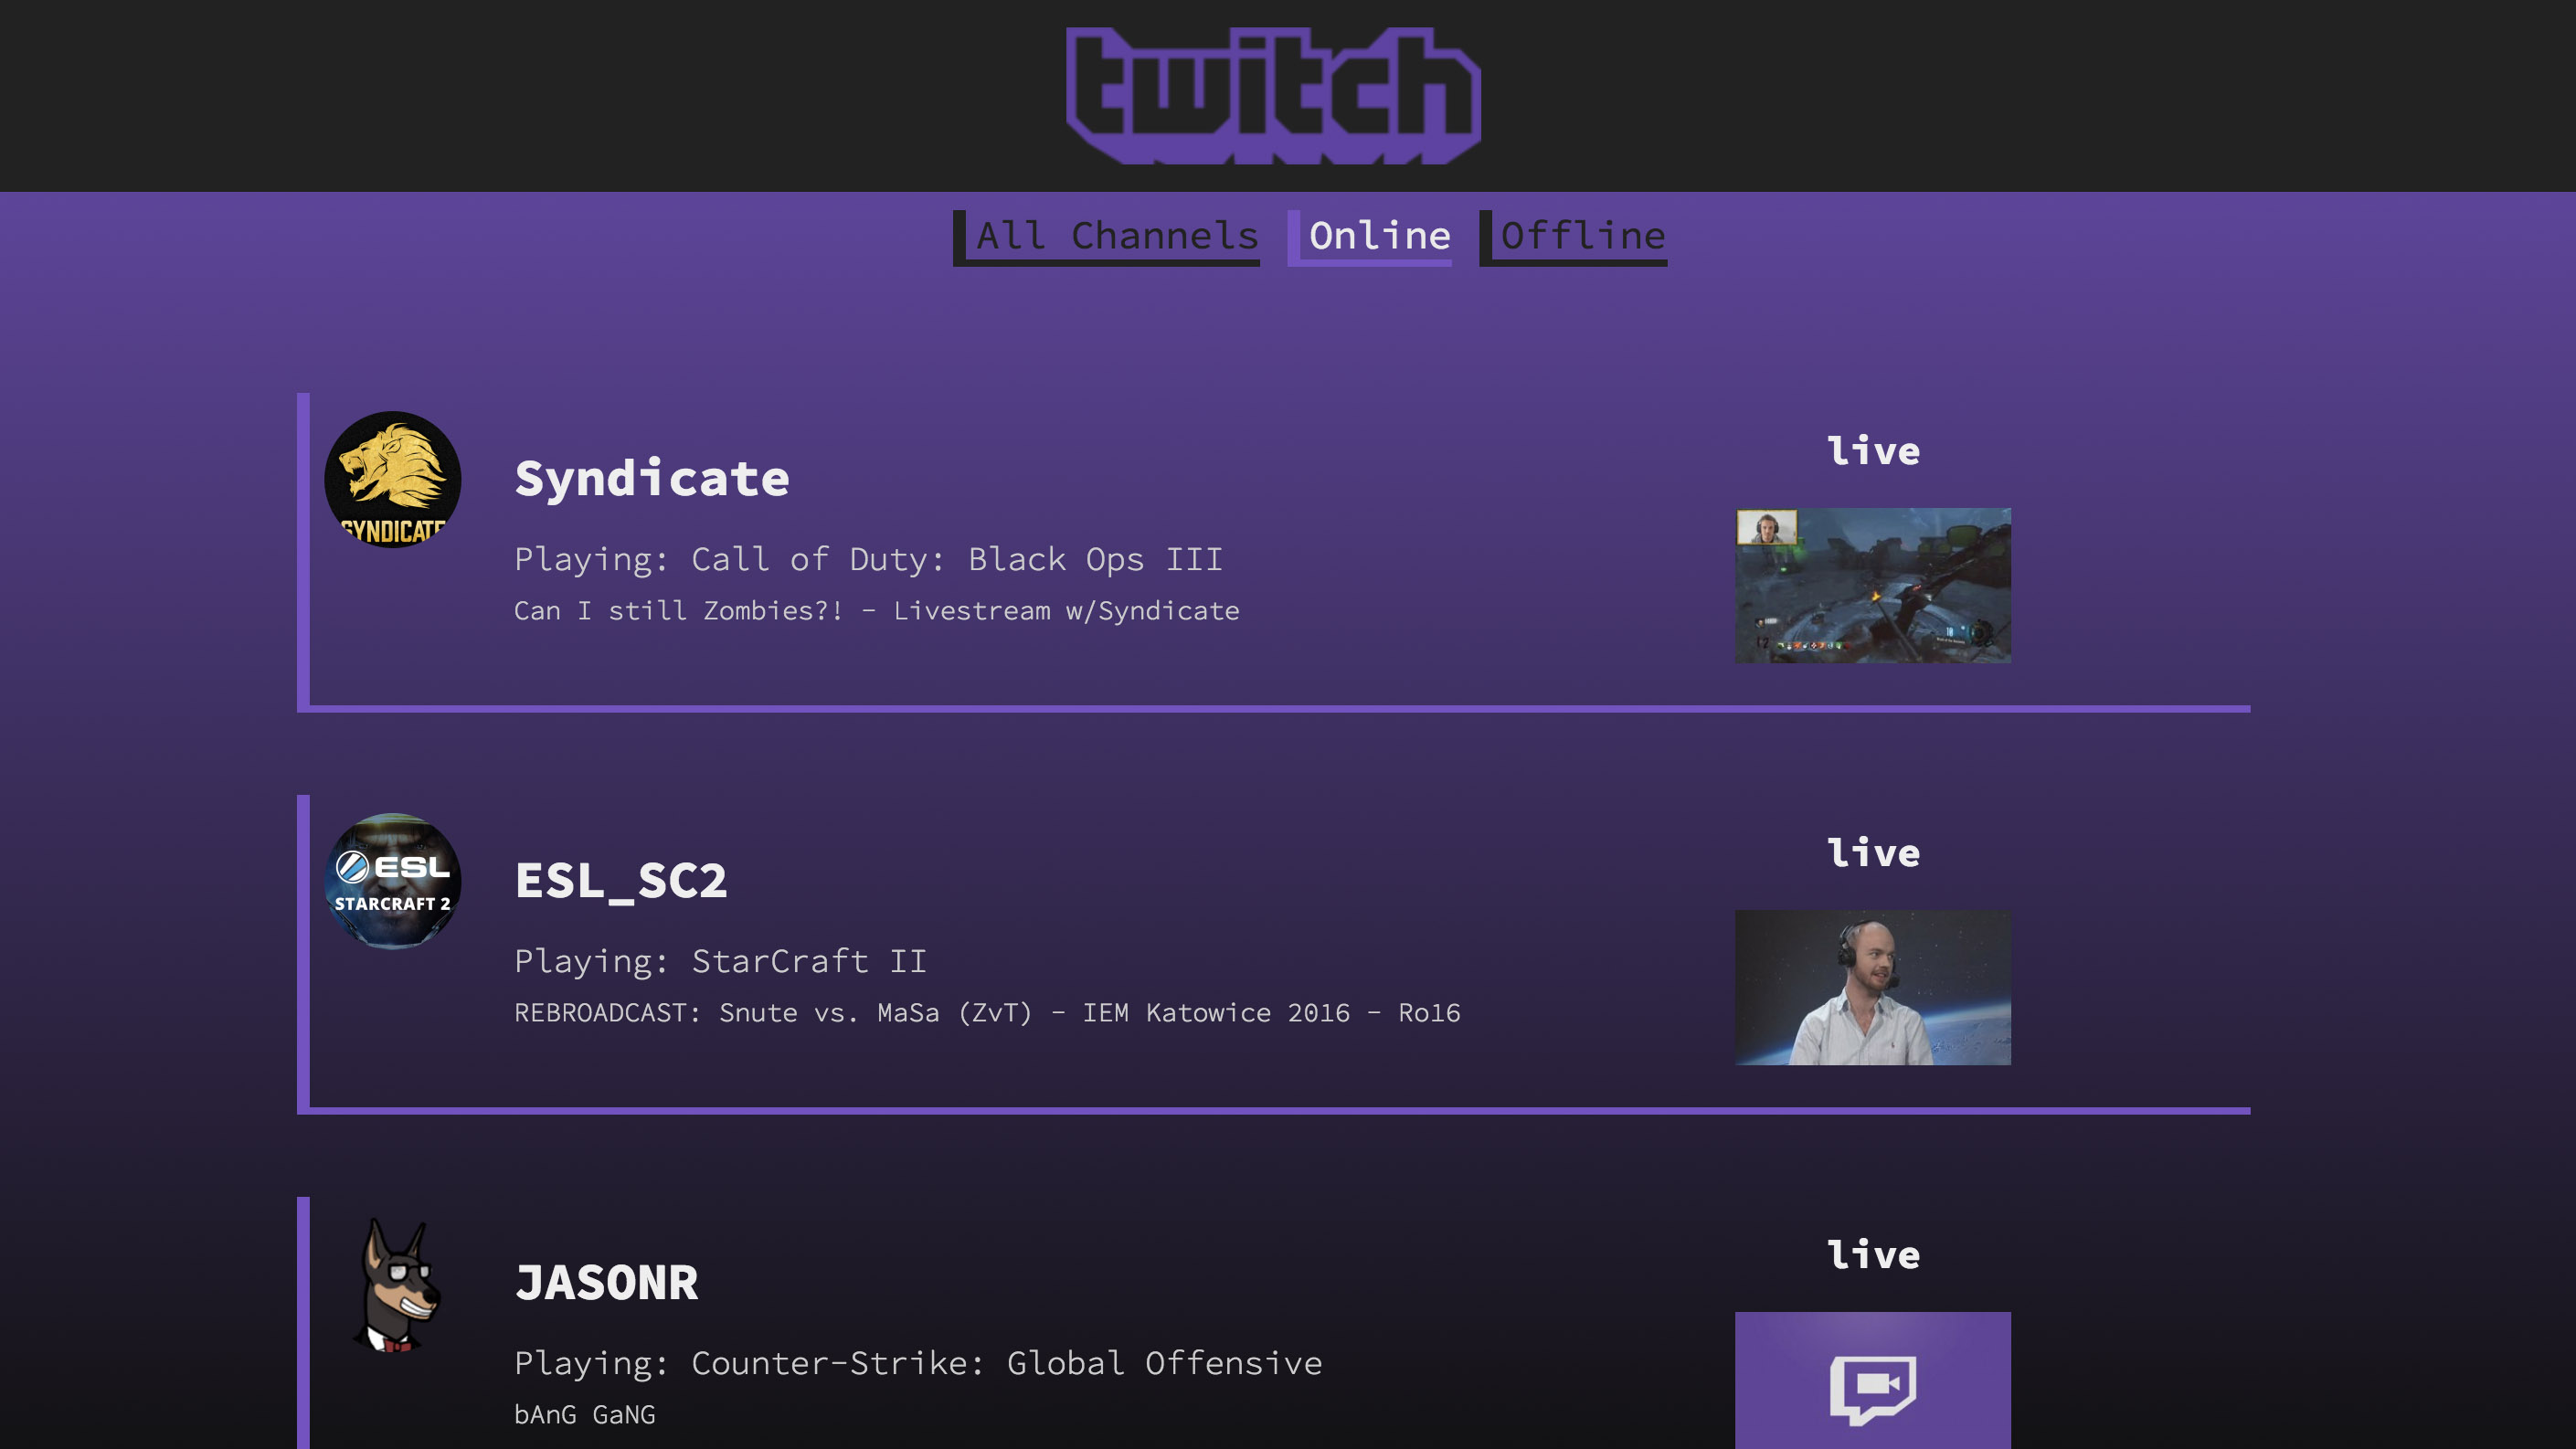 twitch
All Channels
Online
Offline
SYNDICATE
Syndicate
Playing: Call of Duty: Black Ops III
Can I still Zombies?! - Livestream w/Syndicate
live
ESL
STARCRAFT 2
ESL_SC2
Playing: StarCraft II
REBROADCAST: Snute vs. MaSa (ZvT) - IEM Katowice 2016 - Ro16
live
JASONR
Playing: Counter-Strike: Global Offensive
bAnG GaNG
live